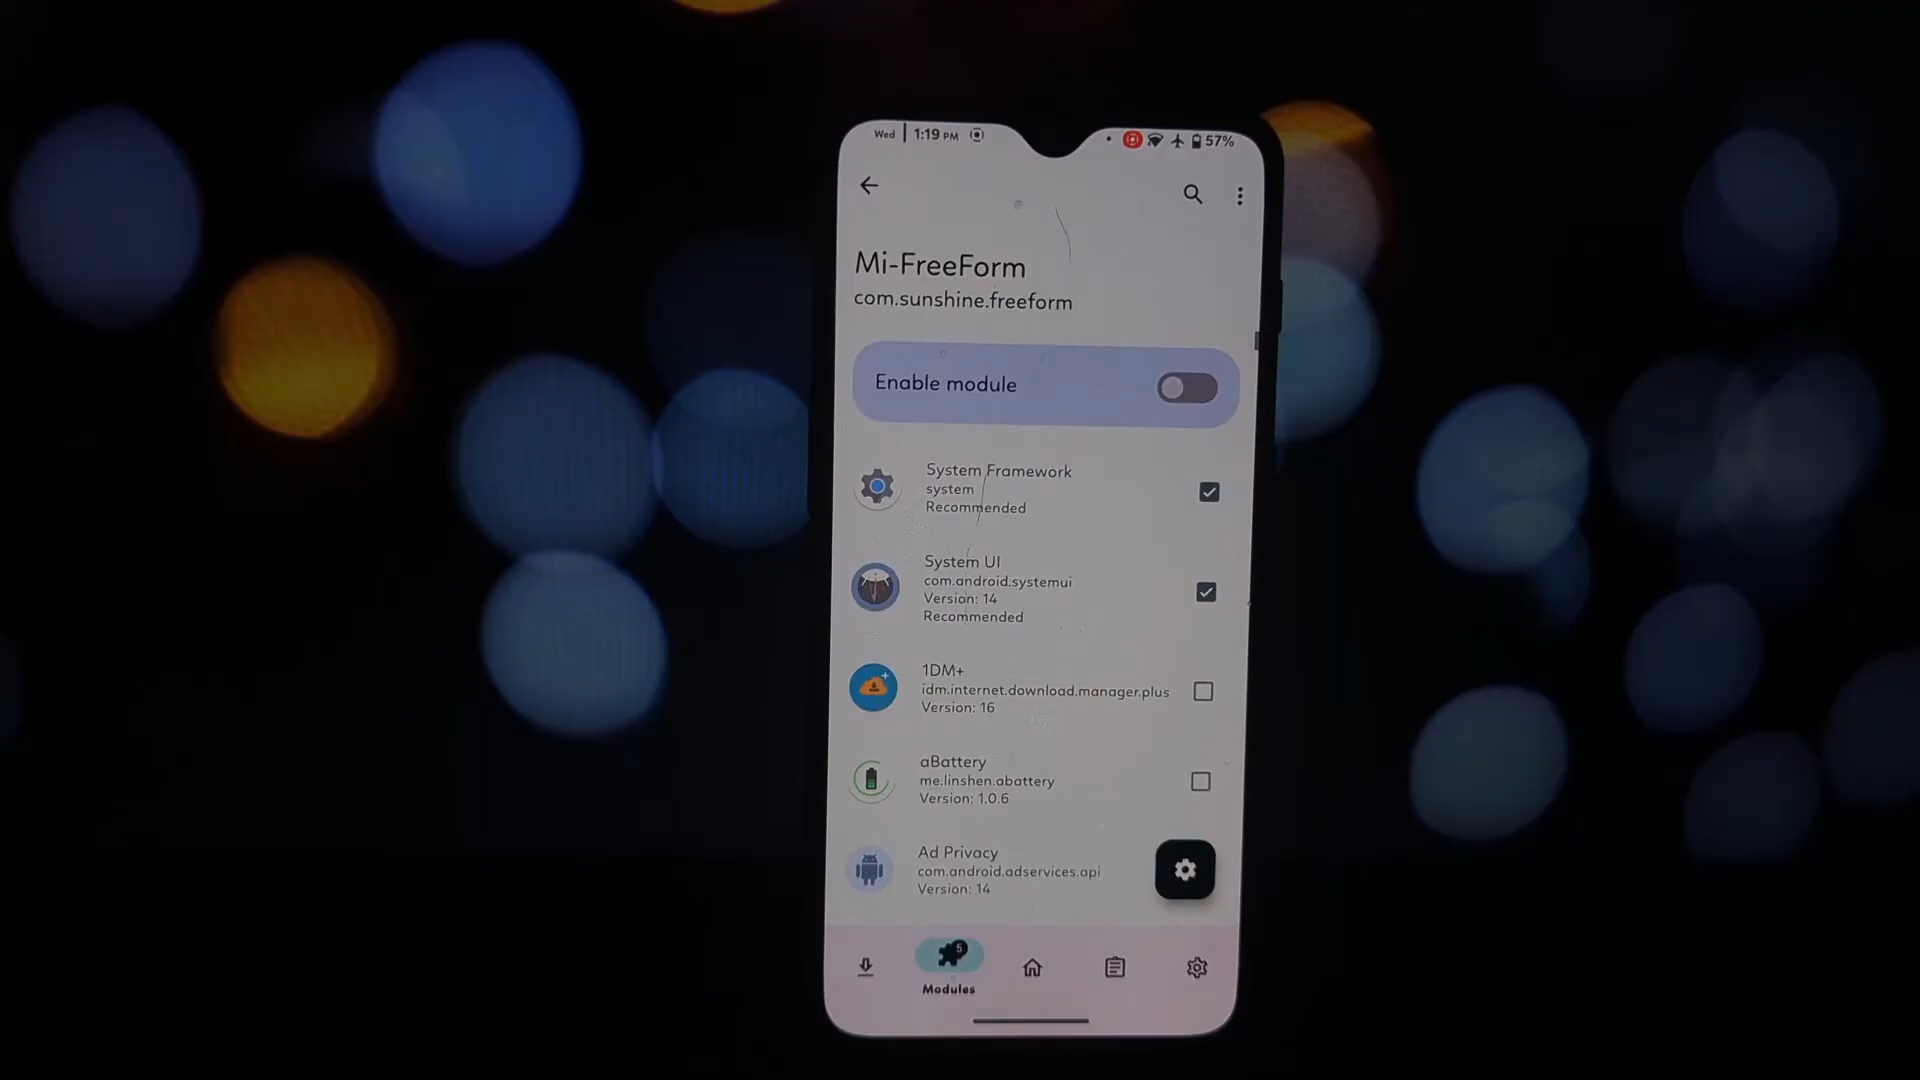 Wed 1:19 PM
57%
Mi-FreeForm
com.sunshine.freeform
Enable module
System Framework
system
Recommended
System UI
com.android.systemui
Version: 14
Recommended
1DM+
idm.internet.download.manager.plus
Version: 16
aBattery
me.linshen.abattery
Version: 1.0.6
Ad Privacy
com.android.adservices.api
Version: 14
5
Modules